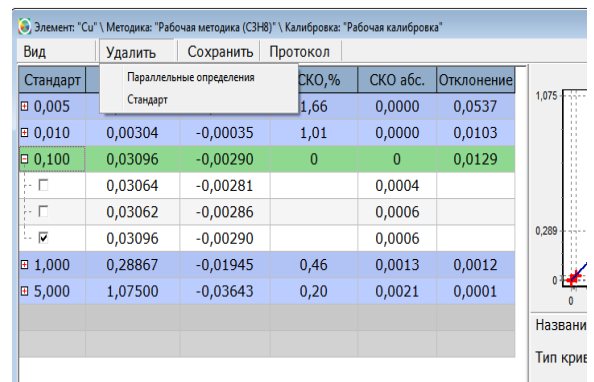 Элемент: "Cu" \ Методика: "Рабочая методика (C3H8)" \ Калибровка: "Рабочая калибровка"
Вид Удалить Сохранить Протокол
Параллельные определения
Стандарт
Стандарт СКО,% СКО абс. Отклонение
0,005 1,66 0,0000 0,0537
0,010 0,00304 -0,00035 1,01 0,0000 0,0103
0,100 0,03096 -0,00290 0 0 0,0129
0,03064 -0,00281 0,0004
0,03062 -0,00286 0,0006
0,03096 -0,00290 0,0006
1,000 0,28867 -0,01945 0,46 0,0013 0,0012
5,000 1,07500 -0,03643 0,20 0,0021 0,0001
1,075
0,289
0
0
Названи
Тип крив